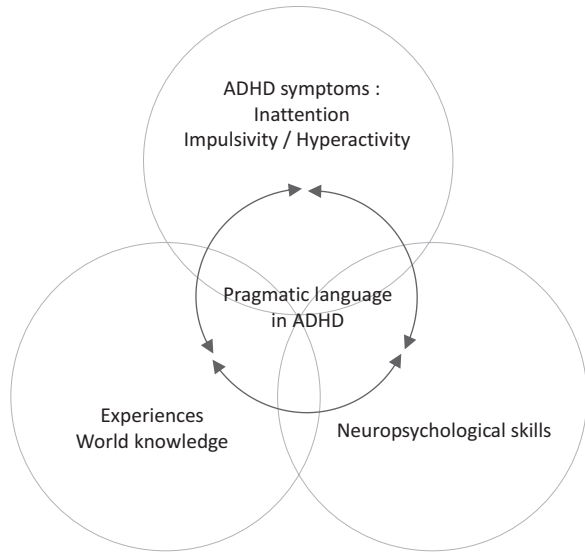 ADHD symptoms :
Inattention
Impulsivity / Hyperactivity
Pragmatic language
in ADHD
Experiences
World knowledge
Neuropsychological skills